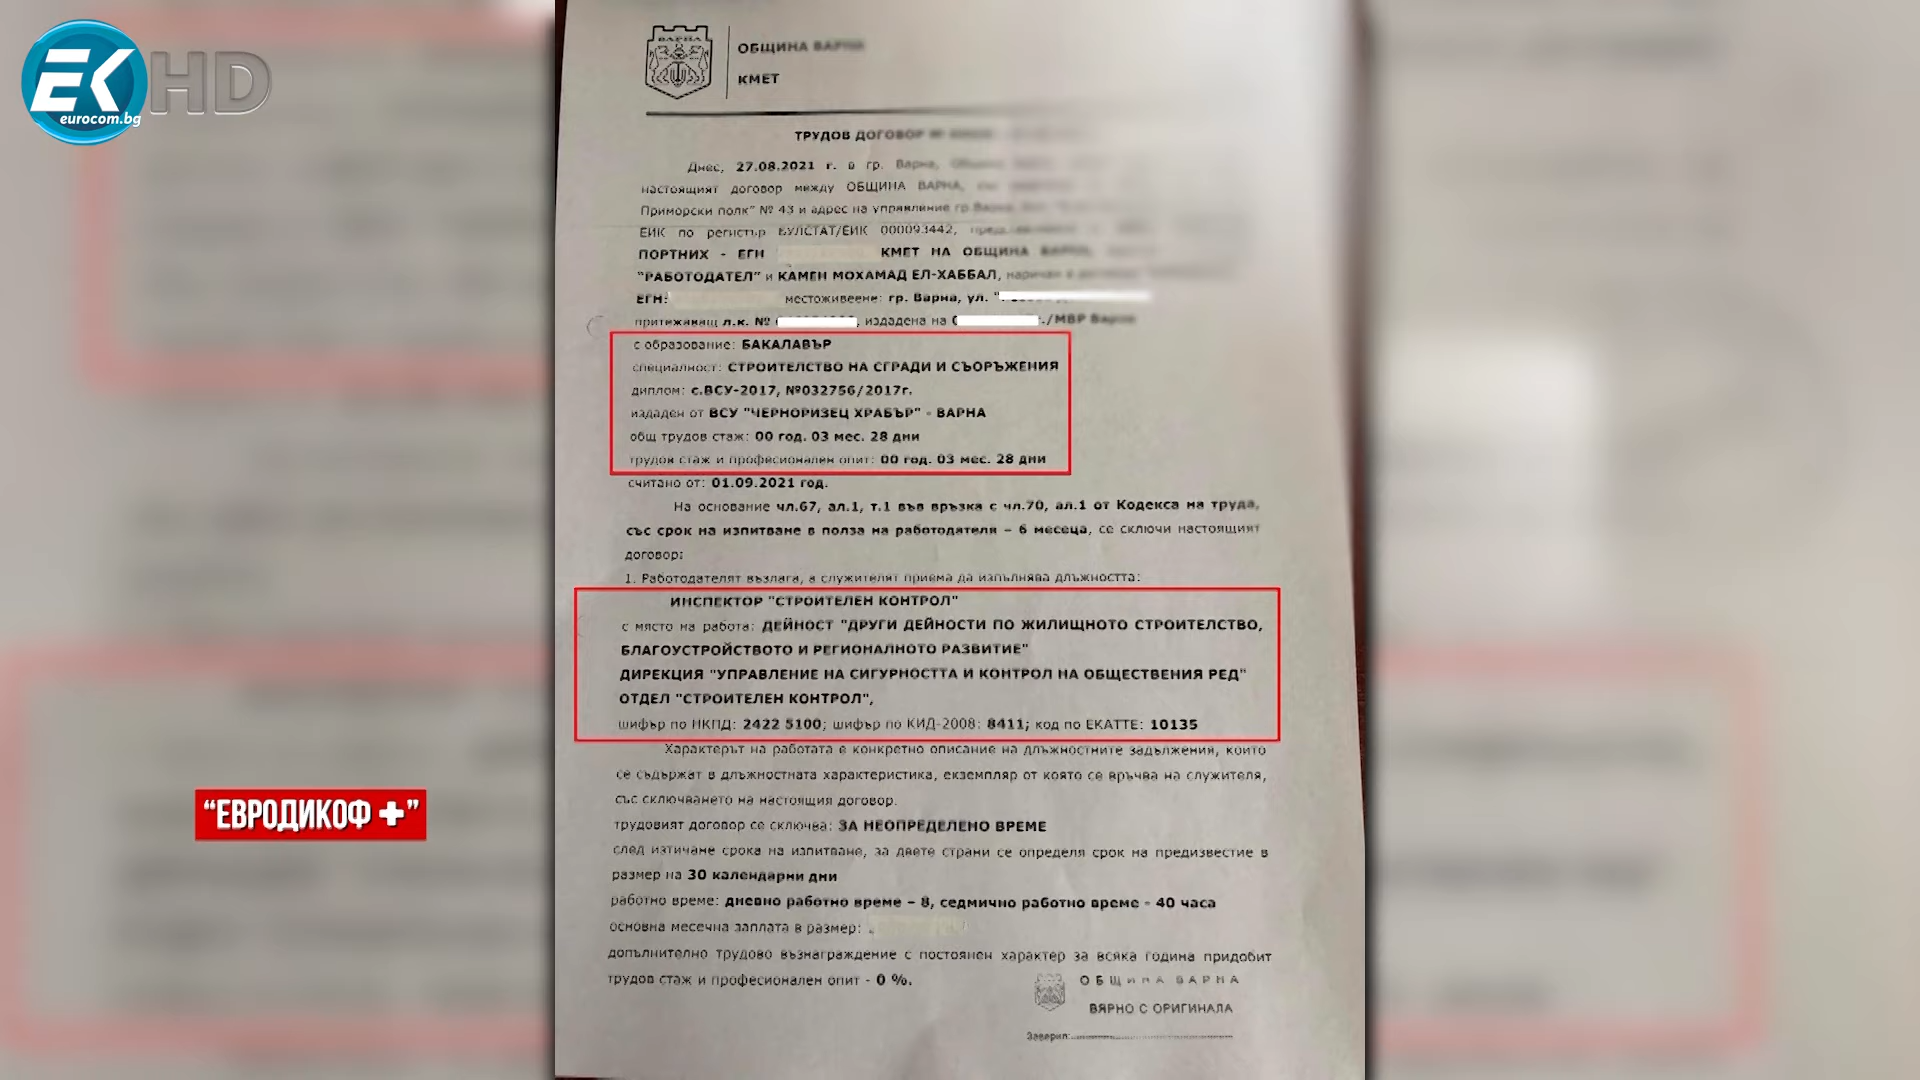 EK HD
eurocom.bg
ВАРНА
ОБЩИНА ВАРНА
КМЕТ
ТРУДОВ ДОГОВОР №
Днес, 27.08.2021 г. в гр. Варна,
настоящият договор между ОБЩИНА ВАРНА,
Приморски полк" № 43 и адрес на управление гр.
ЕИК по регистър БУЛСТАТ/ЕИК 000093442,
ПОРТНИХ - ЕГН КМЕТ НА ОБЩИНА ВАРНА,
"РАБОТОДАТЕЛ" и КАМЕН МОХАМАД ЕЛ-ХАББАЛ,
ЕГН: местоживеене: гр. Варна, ул. "
притежаващ л.к. № , издадена на ./МВР Варна
с образование: БАКАЛАВЪР
специалност: СТРОИТЕЛСТВО НА СГРАДИ И СЪОРЪЖЕНИЯ
диплом: с.ВСУ-2017, №032756/2017г.
издаден от ВСУ "ЧЕРНОРИЗЕЦ ХРАБЪР" - ВАРНА
общ трудов стаж: 00 год. 03 мес. 28 дни
трудов стаж и професионален опит: 00 год. 03 мес. 28 дни
считано от: 01.09.2021 год.
На основание чл.67, ал.1, т.1 във връзка с чл.70, ал.1 от Кодекса на труда,
със срок на изпитване в полза на работодателя – 6 месеца, се сключи настоящият
договор:
1. Работодателят възлага, а служителят приема да изпълнява длъжността:
ИНСПЕКТОР "СТРОИТЕЛЕН КОНТРОЛ"
с място на работа: ДЕЙНОСТ "ДРУГИ ДЕЙНОСТИ ПО ЖИЛИЩНОТО СТРОИТЕЛСТВО,
БЛАГОУСТРОЙСТВОТО И РЕГИОНАЛНОТО РАЗВИТИЕ"
ДИРЕКЦИЯ "УПРАВЛЕНИЕ НА СИГУРНОСТТА И КОНТРОЛ НА ОБЩЕСТВЕНИЯ РЕД"
ОТДЕЛ "СТРОИТЕЛЕН КОНТРОЛ",
шифър по НКПД: 2422 5100; шифър по КИД-2008: 8411; код по ЕКАТТЕ: 10135
Характерът на работата е конкретно описание на длъжностните задължения, които
се съдържат в длъжностната характеристика, екземпляр от която се връчва на служителя,
със сключването на настоящия договор.
трудовият договор се сключва: ЗА НЕОПРЕДЕЛЕНО ВРЕМЕ
след изтичане срока на изпитване, за двете страни се определя срок на предизвестие в
размер на 30 календарни дни
работно време: дневно работно време – 8, седмично работно време - 40 часа
основна месечна заплата в размер:
допълнително трудово възнаграждение с постоянен характер за всяка година придобит
трудов стаж и професионален опит - 0 %.
ОБЩИНА ВАРНА
ВЯРНО С ОРИГИНАЛА
Заверил:
“ЕВРОДИКОФ +”